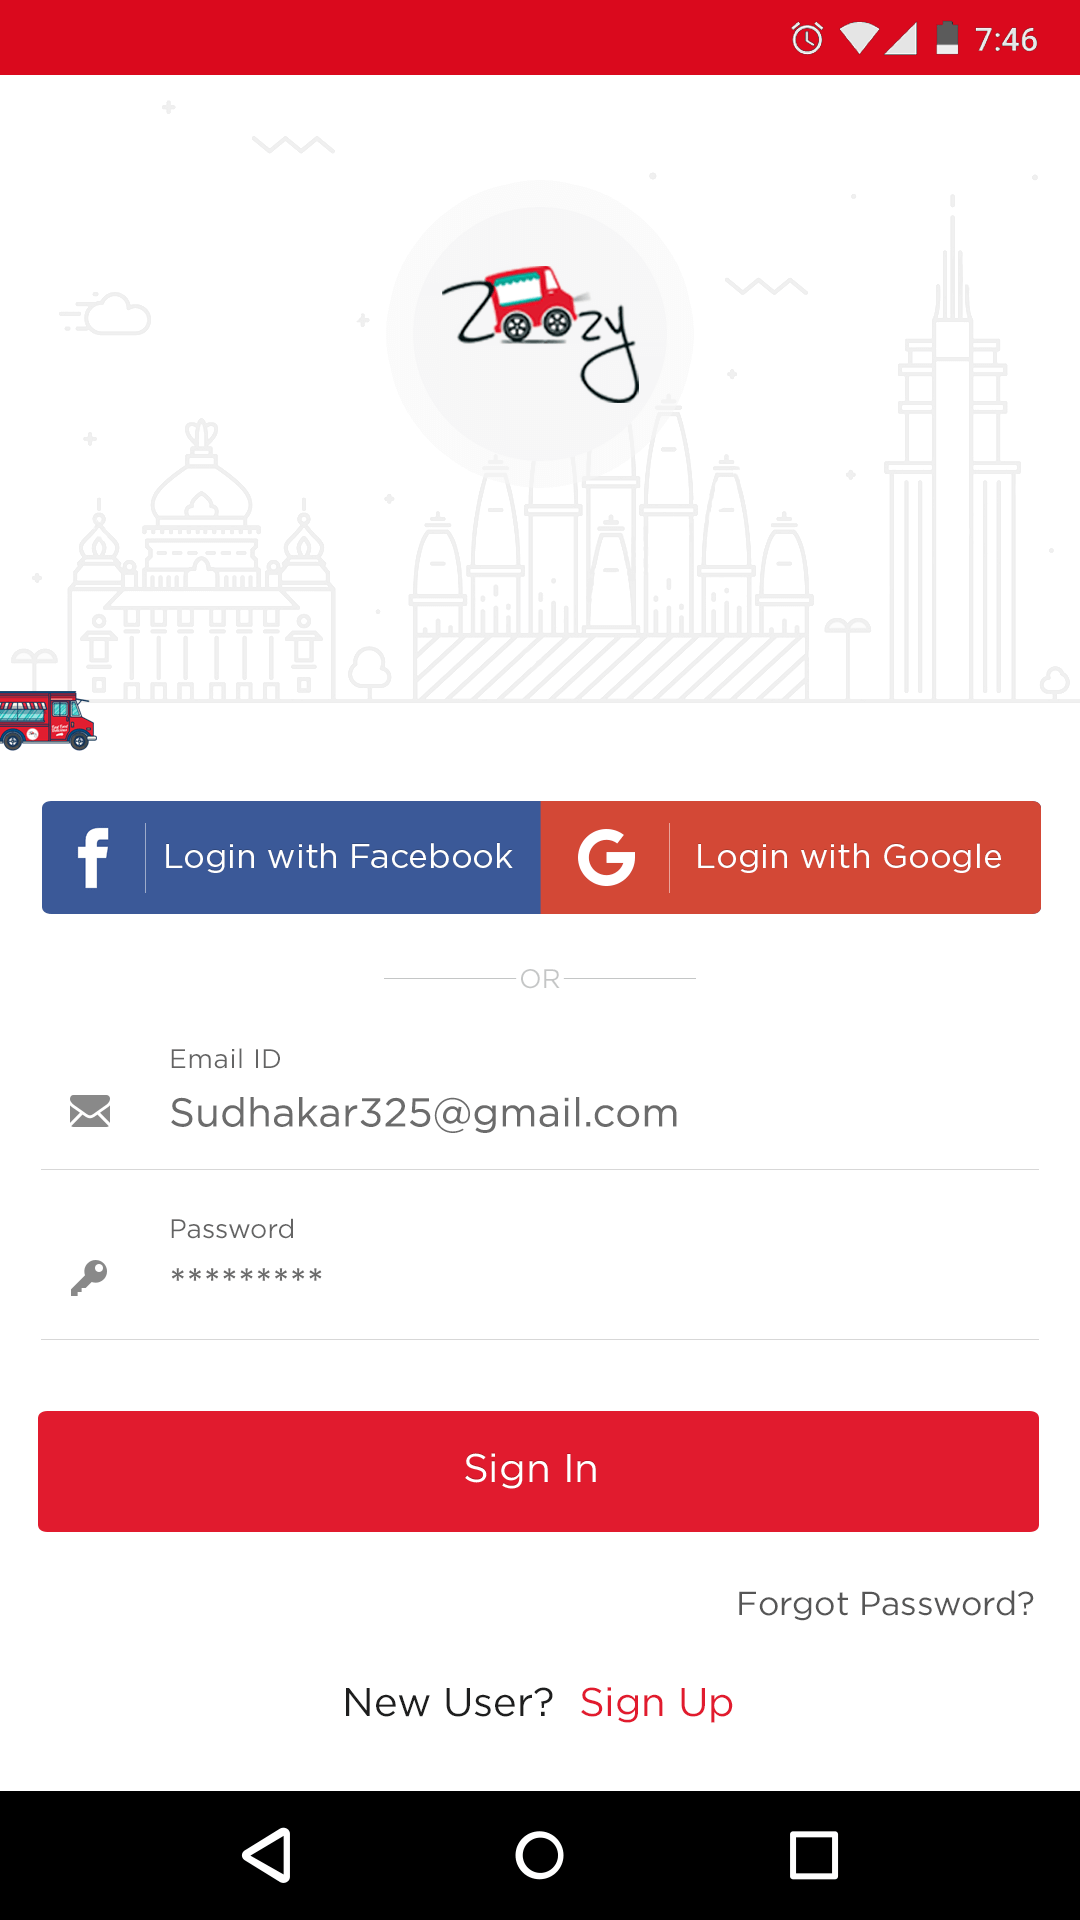 7:46
Zoozy
Login with Facebook
Login with Google
OR
Email ID
Sudhakar325@gmail.com
Password
*********
Sign In
Forgot Password?
New User? Sign Up